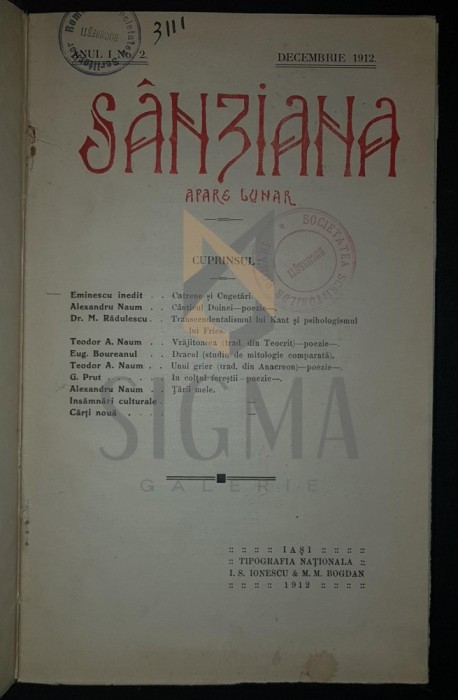 3111
ANUL I No. 2.
DECEMBRIE 1912.
SÂNZIANA
APARE LUNAR
SOCIETATEA
CUPRINSUL
Eminescu inedit . . Catrene și Cugetări.
Alexandru Naum . . Cântecul Doinei—poezie—.
Dr. M. Rădulescu . Transcendentalismul lui Kant și psihologismul
lui Fries.
Teodor A. Naum . . Vrăjitoarea (trad. din Teocrit)—poezie—.
Eug. Boureanul . . Dracul (studiu de mitologie comparată).
Teodor A. Naum . . Unui grier (trad. din Anacreon)—poezie—.
G. Prut . . . . In colțul fereștii—poezie—.
Alexandru Naum . . Țării mele.
Insămnări culturale .
Cărți nouă . . . .
SIGMA
GALERIE
:: :: :: :: IAȘI :: :: :: ::
:: TIPOGRAFIA NAȚIONALA ::
I. S. IONESCU & M. M. BOGDAN
:: :: :: :: 1912 :: :: :: ::